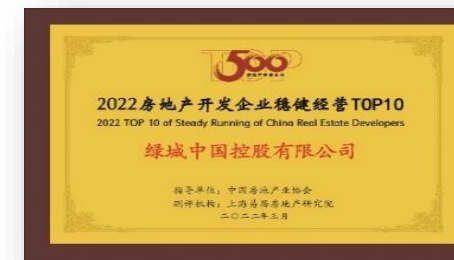 TOP
500
2022房地产开发企业稳健经营TOP10
2022 TOP 10 of Steady Running of China Real Estate Developers
绿城中国控股有限公司
指导单位：中国房地产业协会
测评机构：上海易居房地产研究院
二〇二二年三月